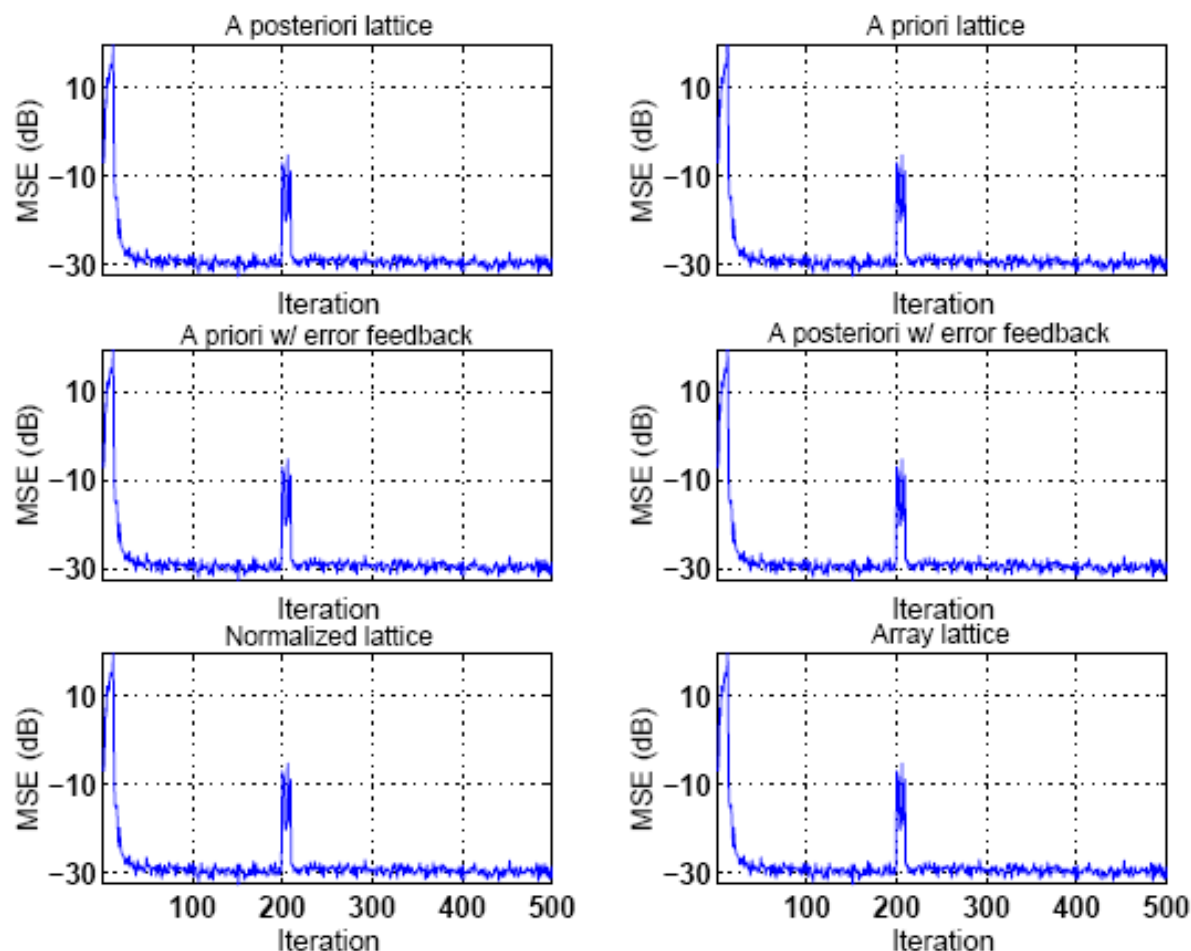 A posteriori lattice
MSE (dB)
10
−10
−30
Iteration
A priori lattice
MSE (dB)
10
−10
−30
Iteration
A priori w/ error feedback
MSE (dB)
10
−10
−30
Iteration
A posteriori w/ error feedback
MSE (dB)
10
−10
−30
Iteration
Normalized lattice
MSE (dB)
10
−10
−30
100 200 300 400 500
Iteration
Array lattice
MSE (dB)
10
−10
−30
100 200 300 400 500
Iteration